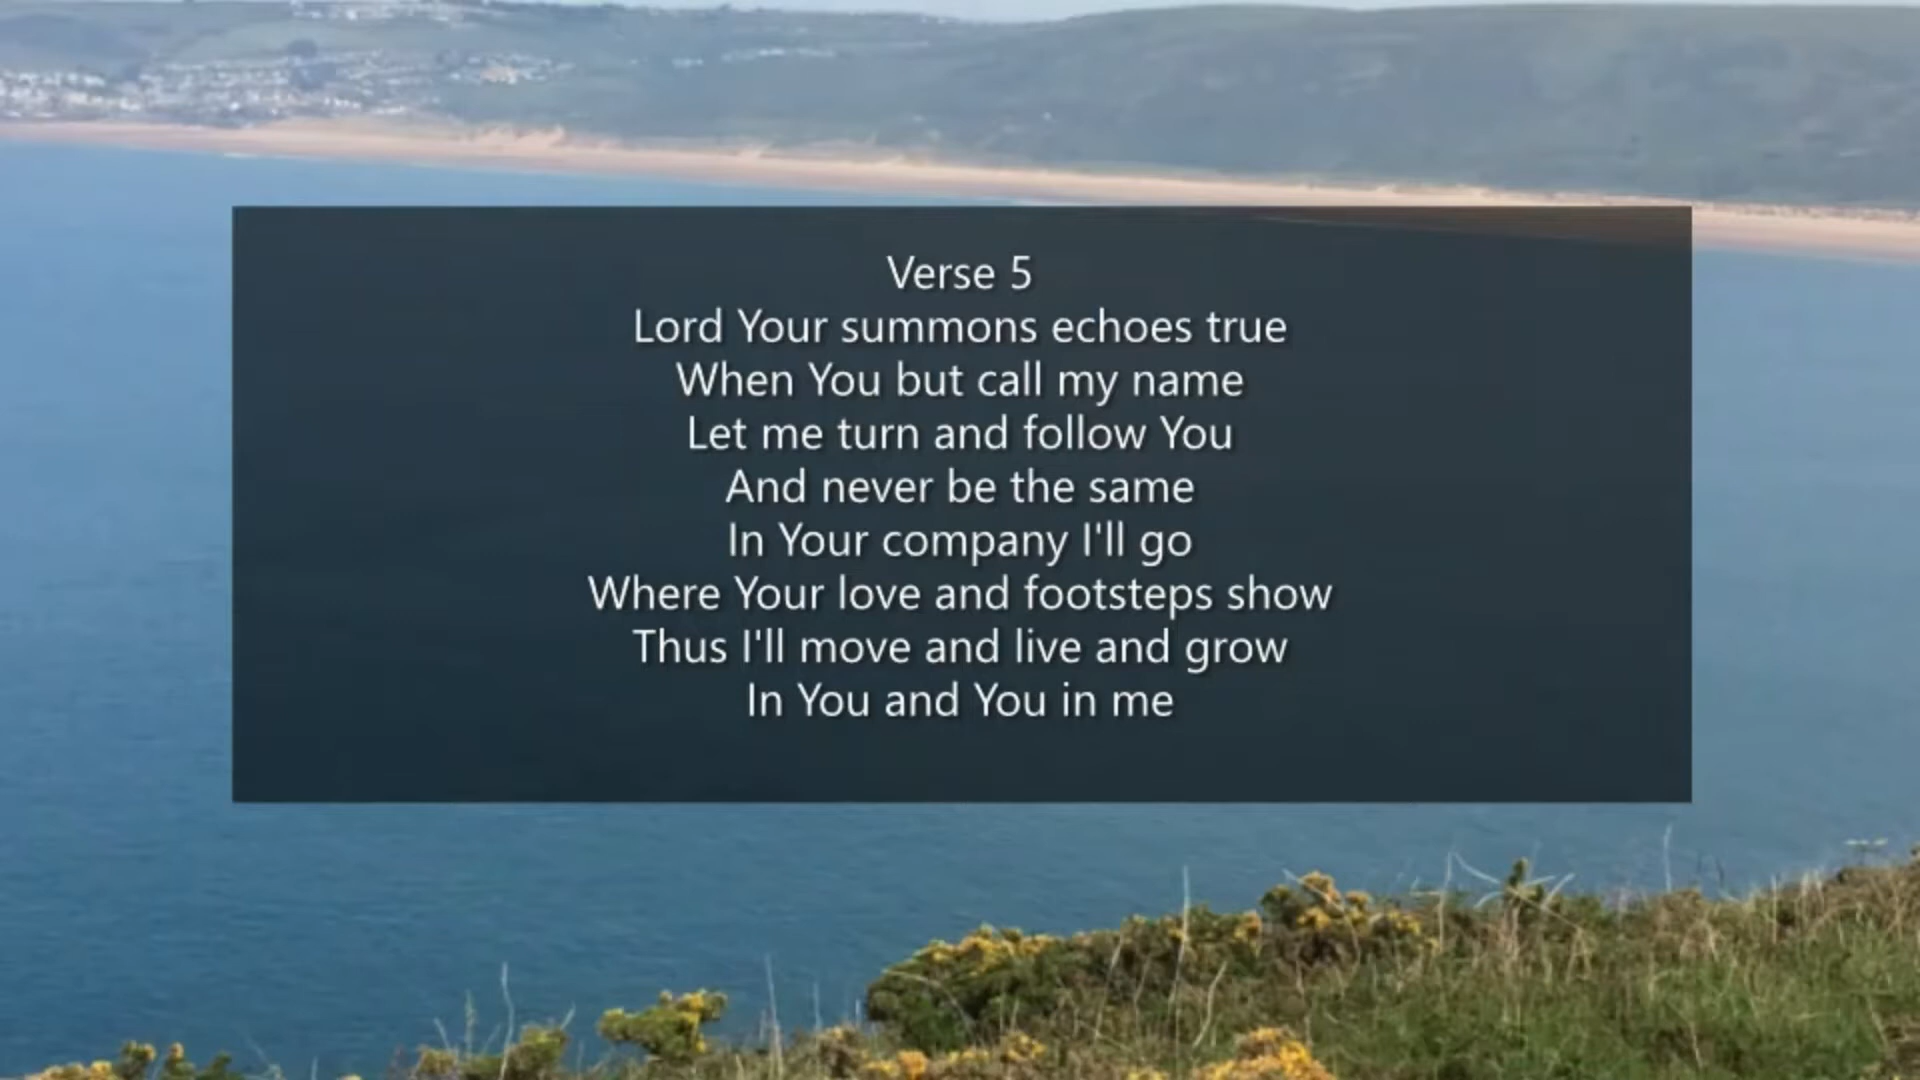 Verse 5
Lord Your summons echoes true
When You but call my name
Let me turn and follow You
And never be the same
In Your company I'll go
Where Your love and footsteps show
Thus I'll move and live and grow
In You and You in me